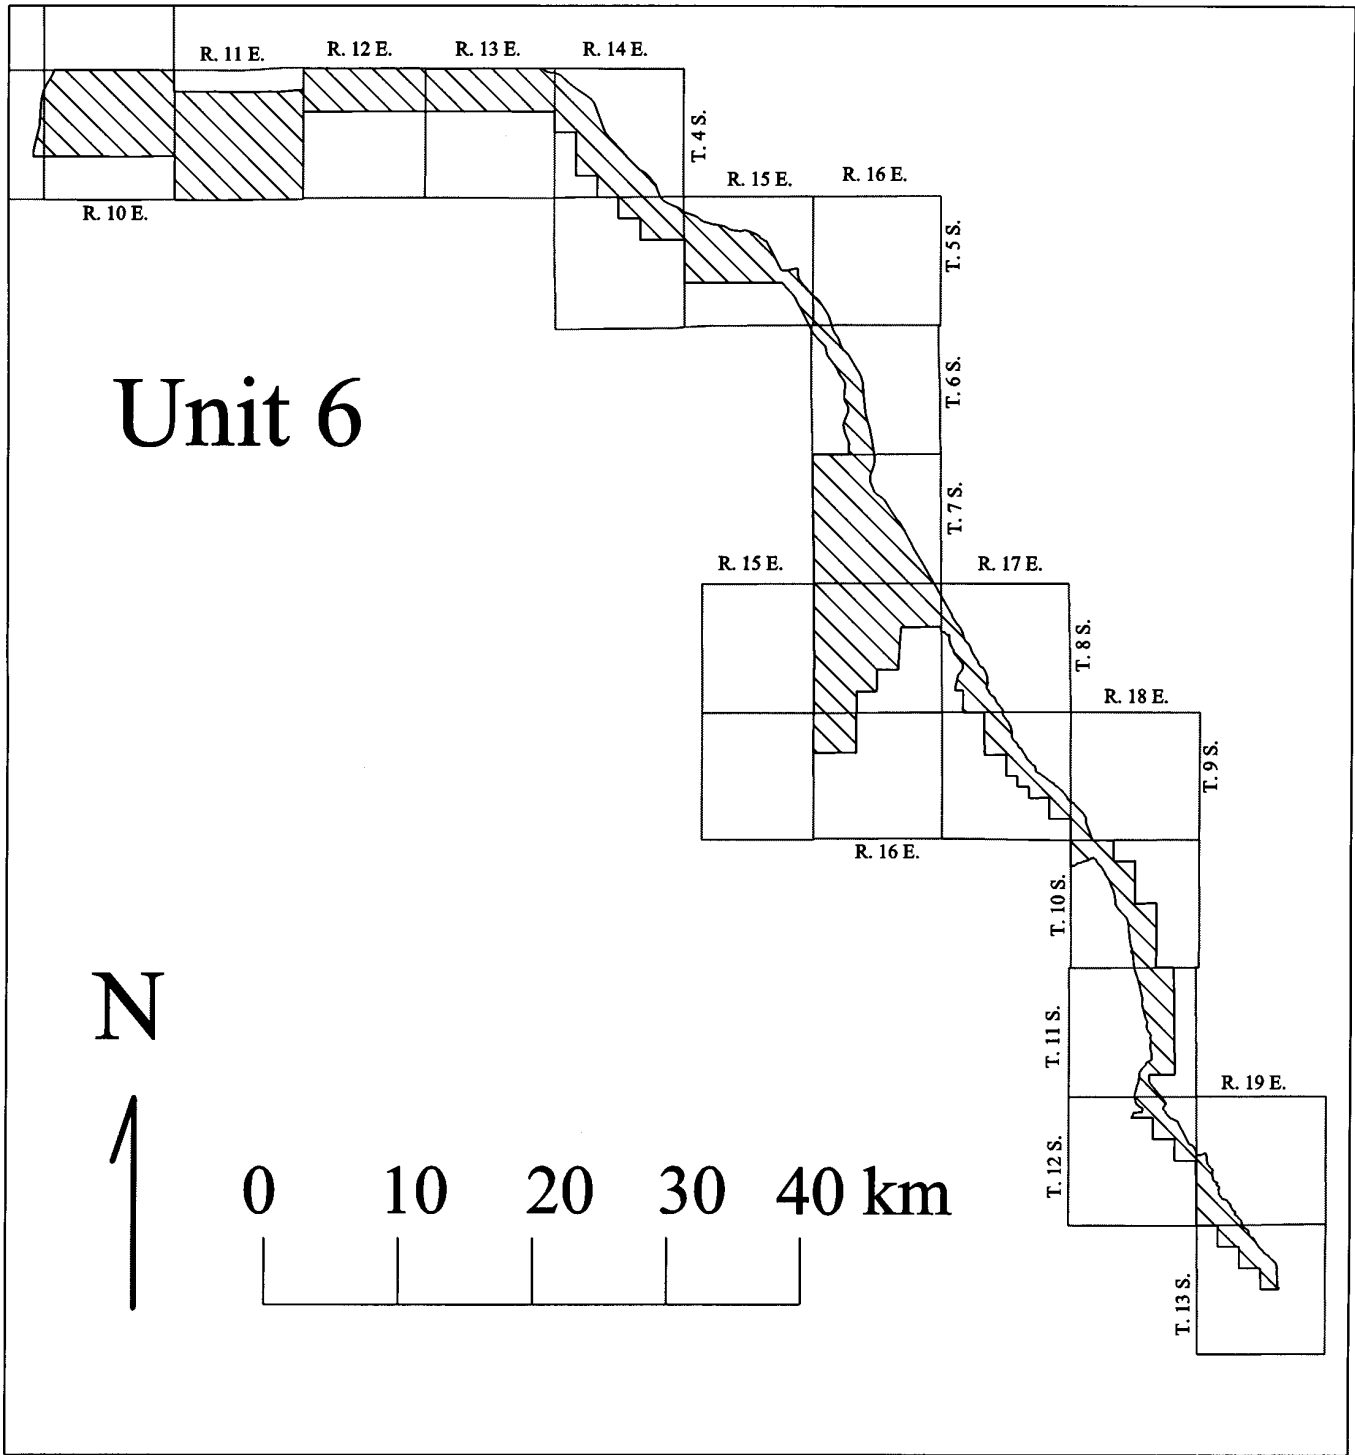 R. 11 E. R. 12 E. R. 13 E. R. 14 E.
T. 4 S.
R. 15 E. R. 16 E.
R. 10 E.
T. 5 S.
T. 6 S.
Unit 6
T. 7 S.
R. 15 E. R. 17 E.
T. 8 S.
R. 18 E.
T. 9 S.
R. 16 E.
T. 10 S.
N
T. 11 S.
R. 19 E.
T. 12 S.
0 10 20 30 40 km
T. 13 S.